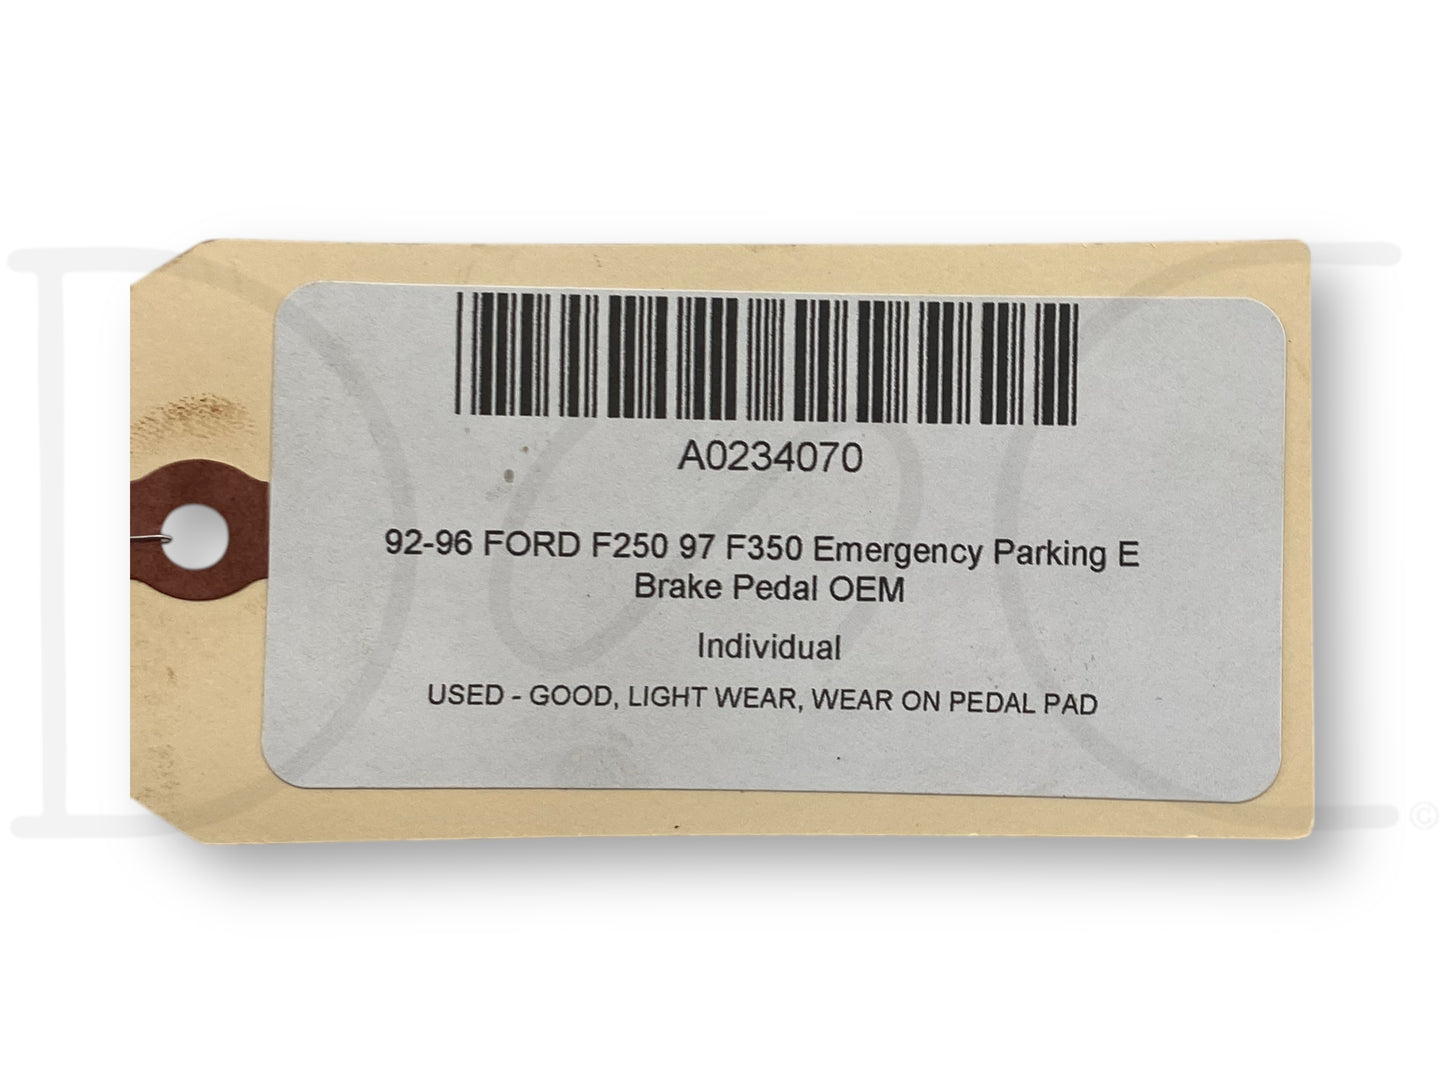 A0234070
92-96 FORD F250 97 F350 Emergency Parking E
Brake Pedal OEM
Individual
USED - GOOD, LIGHT WEAR, WEAR ON PEDAL PAD
©